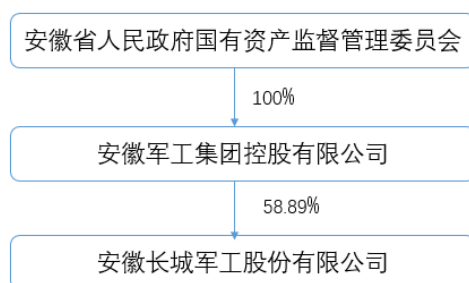 安徽省人民政府国有资产监督管理委员会
100%
安徽军工集团控股有限公司
58.89%
安徽长城军工股份有限公司